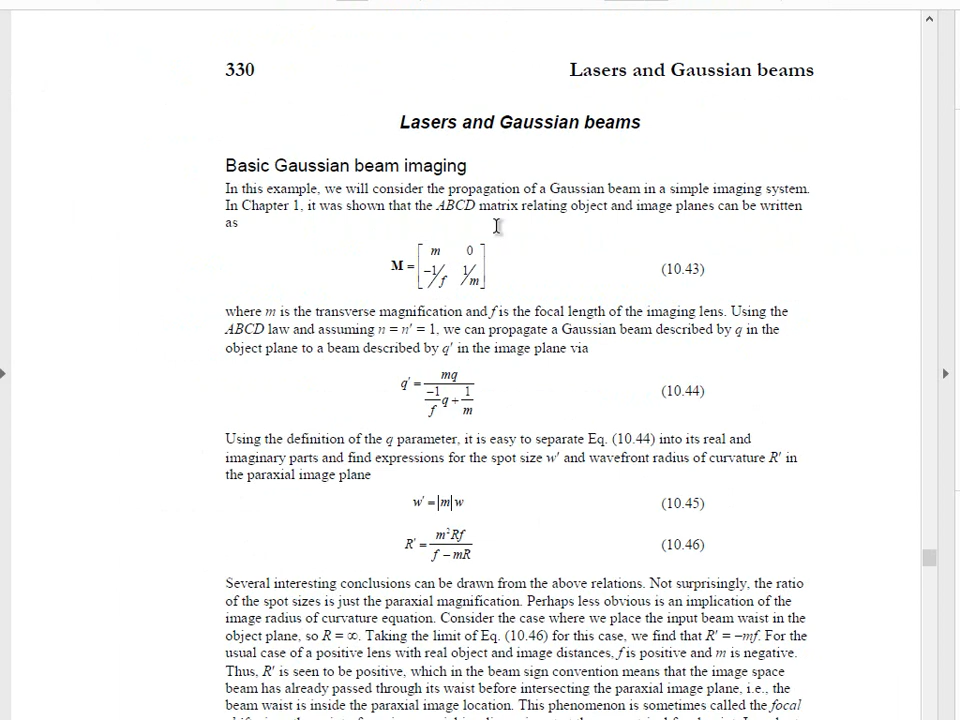 330 Lasers and Gaussian beams
Lasers and Gaussian beams
Basic Gaussian beam imaging
In this example, we will consider the propagation of a Gaussian beam in a simple imaging system.
In Chapter 1, it was shown that the ABCD matrix relating object and image planes can be written
as
M = [ m 0 ; -1/f 1/m ] (10.43)
where m is the transverse magnification and f is the focal length of the imaging lens. Using the
ABCD law and assuming n = n' = 1, we can propagate a Gaussian beam described by q in the
object plane to a beam described by q' in the image plane via
q' = mq / (-1/f q + 1/m) (10.44)
Using the definition of the q parameter, it is easy to separate Eq. (10.44) into its real and
imaginary parts and find expressions for the spot size w' and wavefront radius of curvature R' in
the paraxial image plane
w' = |m|w (10.45)
R' = m²Rf / (f − mR) (10.46)
Several interesting conclusions can be drawn from the above relations. Not surprisingly, the ratio
of the spot sizes is just the paraxial magnification. Perhaps less obvious is an implication of the
image radius of curvature equation. Consider the case where we place the input beam waist in the
object plane, so R = ∞. Taking the limit of Eq. (10.46) for this case, we find that R' = –mf. For the
usual case of a positive lens with real object and image distances, f is positive and m is negative.
Thus, R' is seen to be positive, which in the beam sign convention means that the image space
beam has already passed through its waist before intersecting the paraxial image plane, i.e., the
beam waist is inside the paraxial image location. This phenomenon is sometimes called the focal